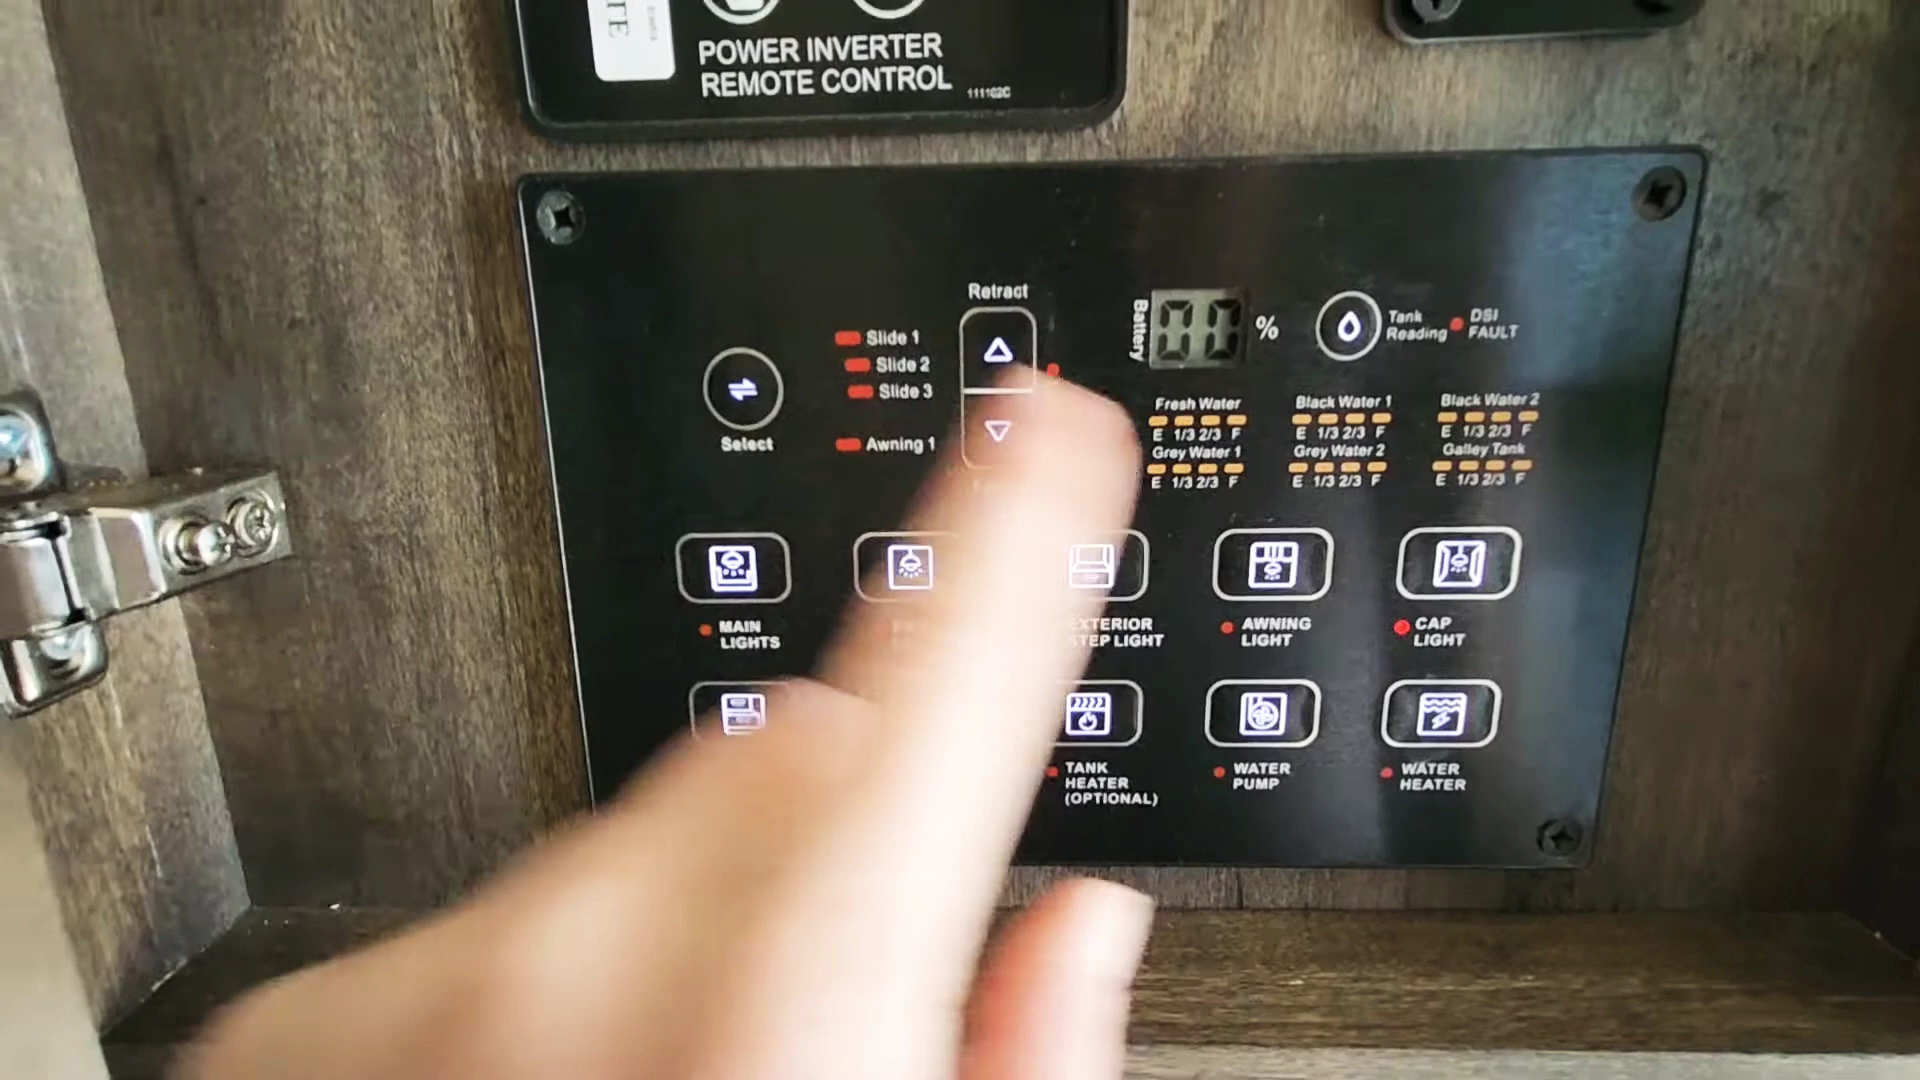 TE
POWER INVERTER
REMOTE CONTROL
111102C
Retract
Slide 1
Slide 2
Slide 3
Awning 1
Select
Battery
%
Tank
Reading
DSI
FAULT
Fresh Water
E 1/3 2/3 F
Black Water 1
E 1/3 2/3 F
Black Water 2
E 1/3 2/3 F
Grey Water 1
E 1/3 2/3 F
Grey Water 2
E 1/3 2/3 F
Galley Tank
E 1/3 2/3 F
MAIN
LIGHTS
EXTERIOR
STEP LIGHT
AWNING
LIGHT
CAP
LIGHT
TANK
HEATER
(OPTIONAL)
WATER
PUMP
WATER
HEATER